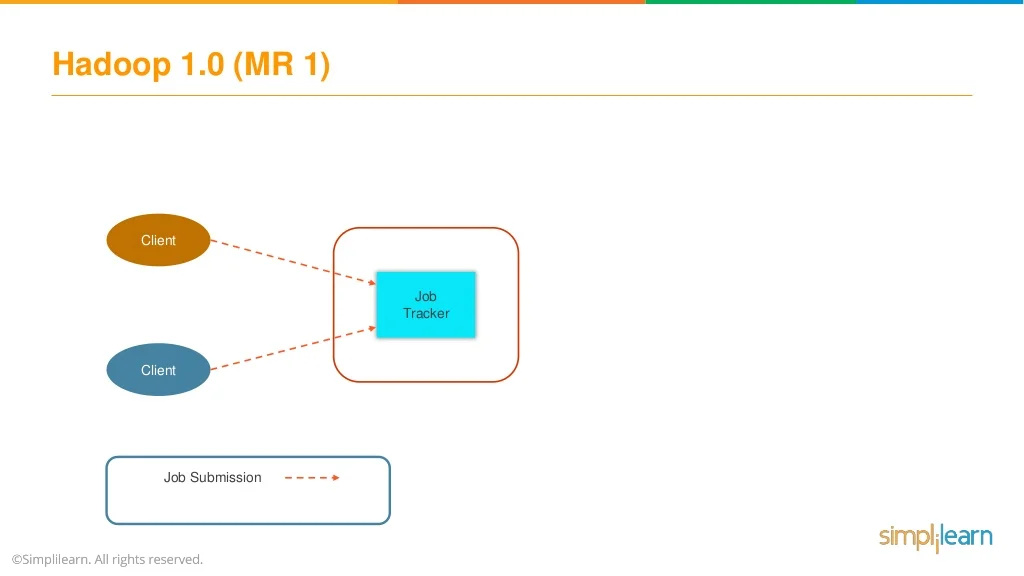 Hadoop 1.0 (MR 1)
Client
Job
Tracker
Client
Job Submission
simplilearn
©Simplilearn. All rights reserved.